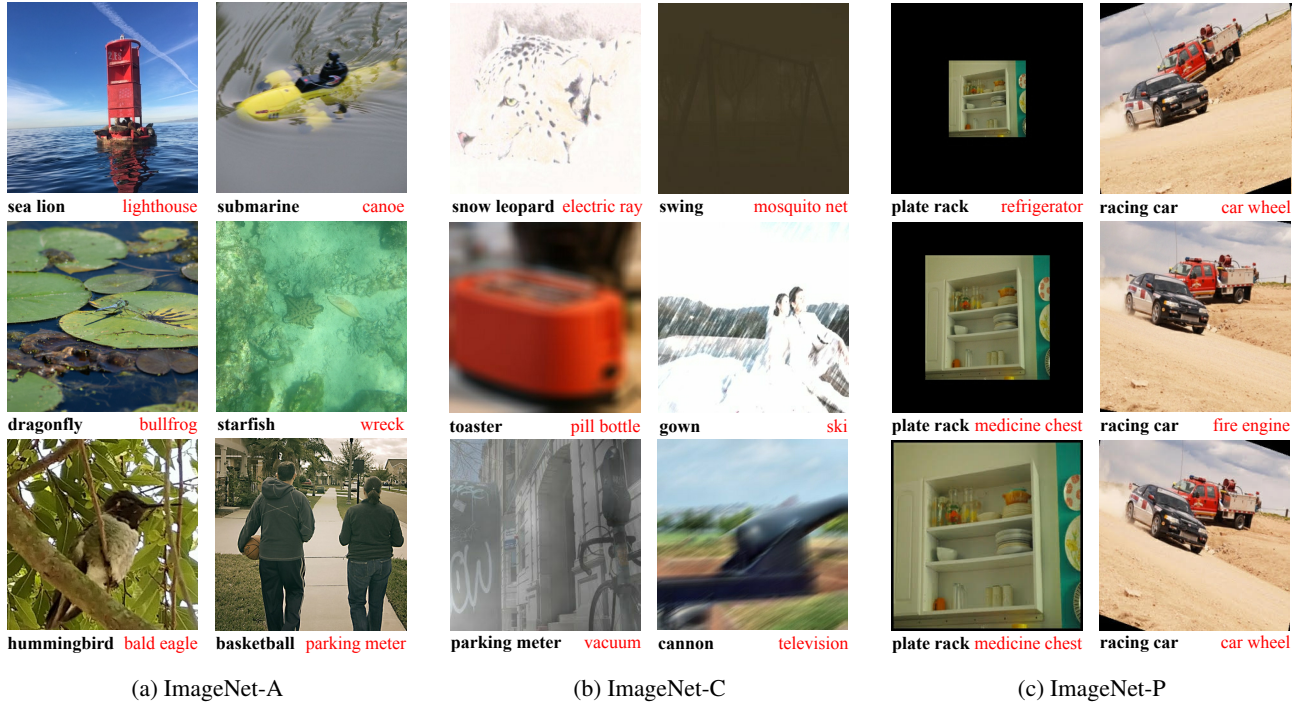 sea lion lighthouse
submarine canoe
snow leopard electric ray
swing mosquito net
plate rack refrigerator
racing car car wheel
dragonfly bullfrog
starfish wreck
toaster pill bottle
gown ski
plate rack medicine chest
racing car fire engine
hummingbird bald eagle
basketball parking meter
parking meter vacuum
cannon television
plate rack medicine chest
racing car car wheel
(a) ImageNet-A
(b) ImageNet-C
(c) ImageNet-P